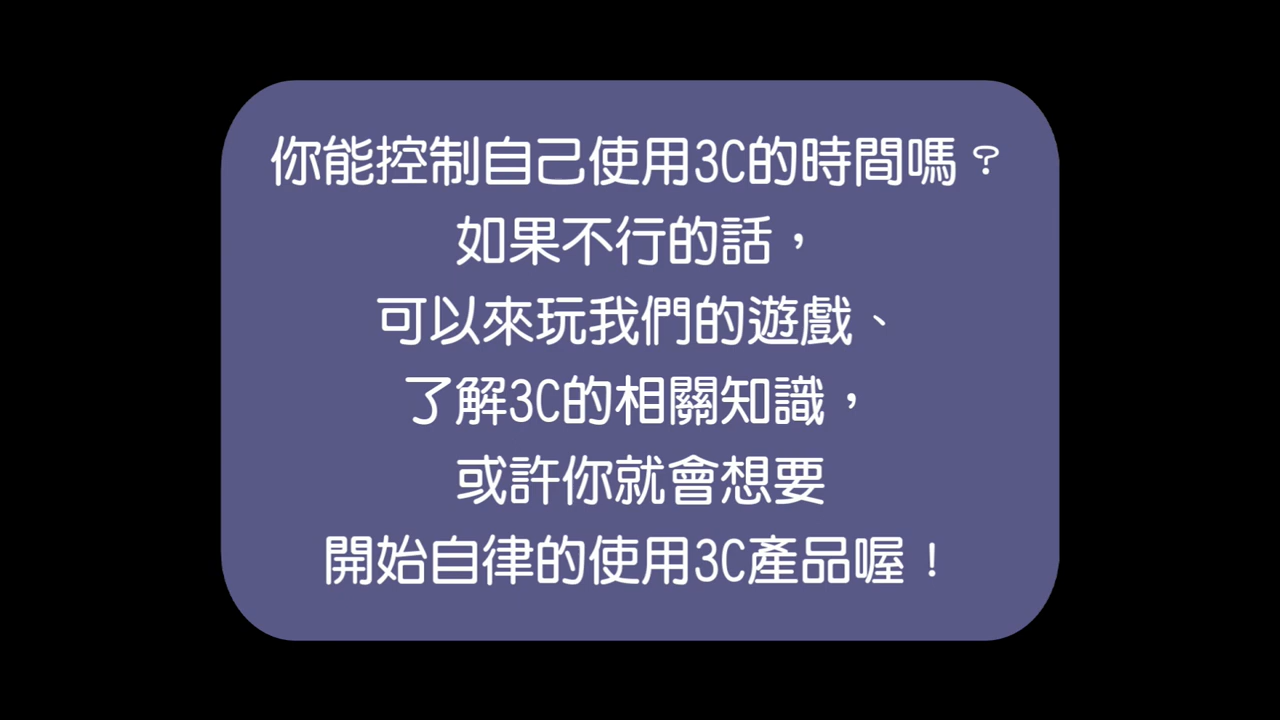 你能控制自己使用3C的時間嗎？
如果不行的話，
可以來玩我們的遊戲、
了解3C的相關知識，
或許你就會想要
開始自律的使用3C產品喔！